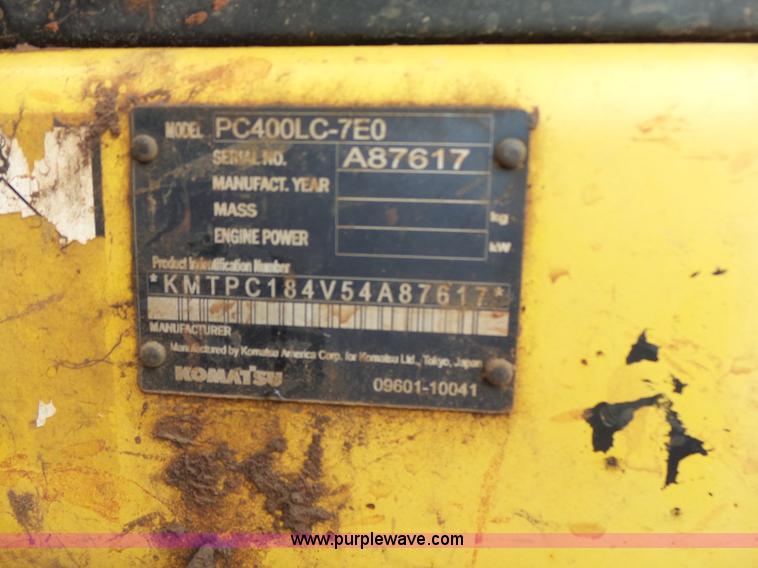 MODEL PC400LC-7E0
SERIAL NO. A87617
MANUFACT. YEAR
MASS kg
ENGINE POWER kW
Product Identification Number
*KMTPC184V54A87617*
MANUFACTURER
Manufactured by Komatsu America Corp. for Komatsu Ltd., Tokyo, Japan
KOMATSU 09601-10041
www.purplewave.com